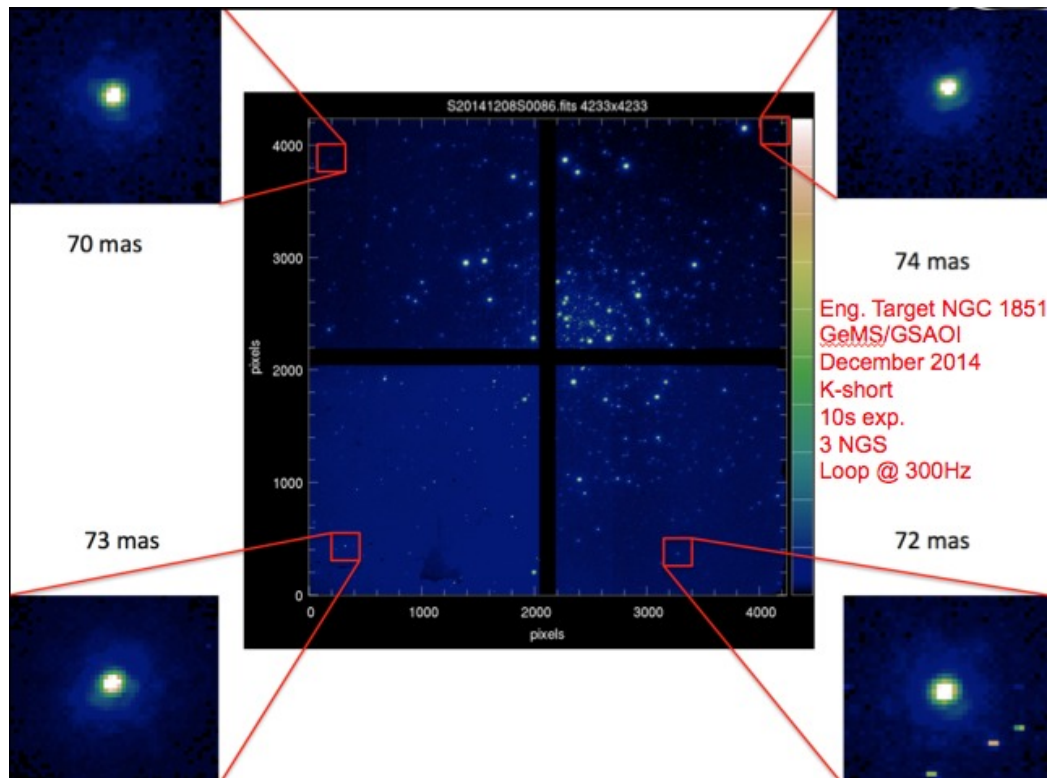 S20141208S0086.fits 4233x4233
70 mas
74 mas
73 mas
72 mas
Eng. Target NGC 1851
GeMS/GSAOI
December 2014
K-short
10s exp.
3 NGS
Loop @ 300Hz
pixels
4000
3000
2000
1000
0
0 1000 2000 3000 4000
pixels